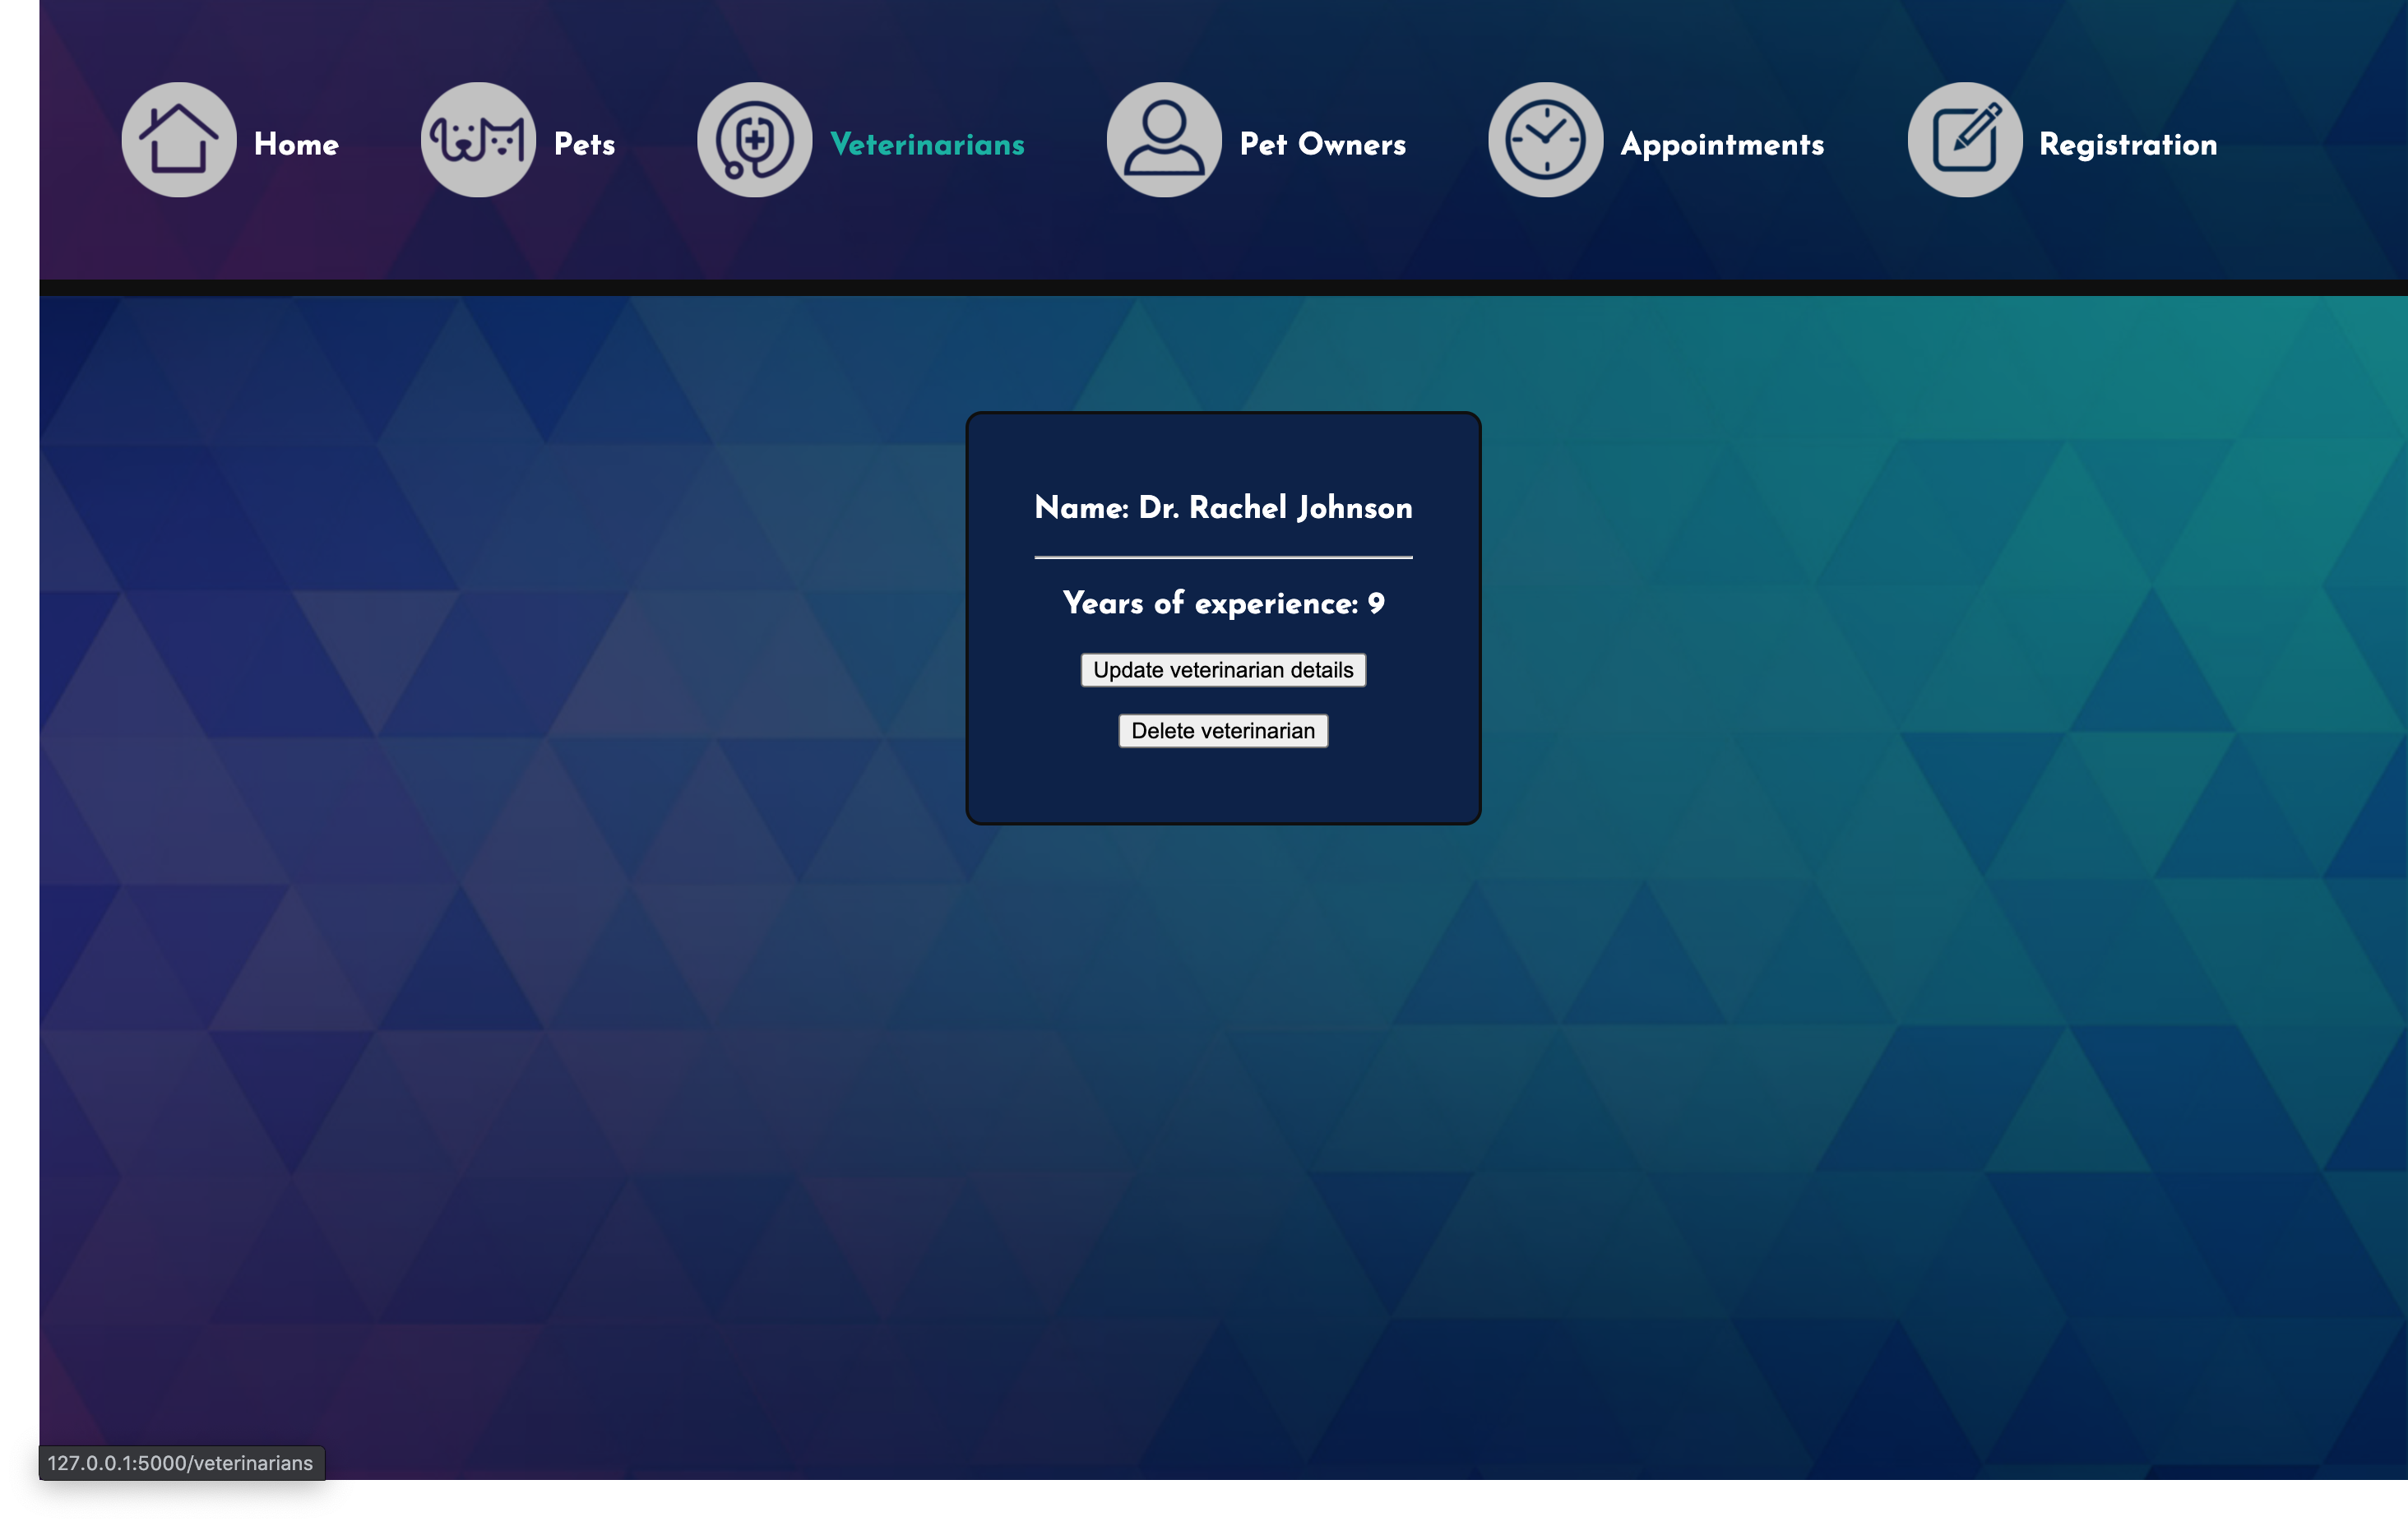 Home Pets Veterinarians Pet Owners Appointments Registration
Name: Dr. Rachel Johnson
Years of experience: 9
Update veterinarian details
Delete veterinarian
127.0.0.1:5000/veterinarians